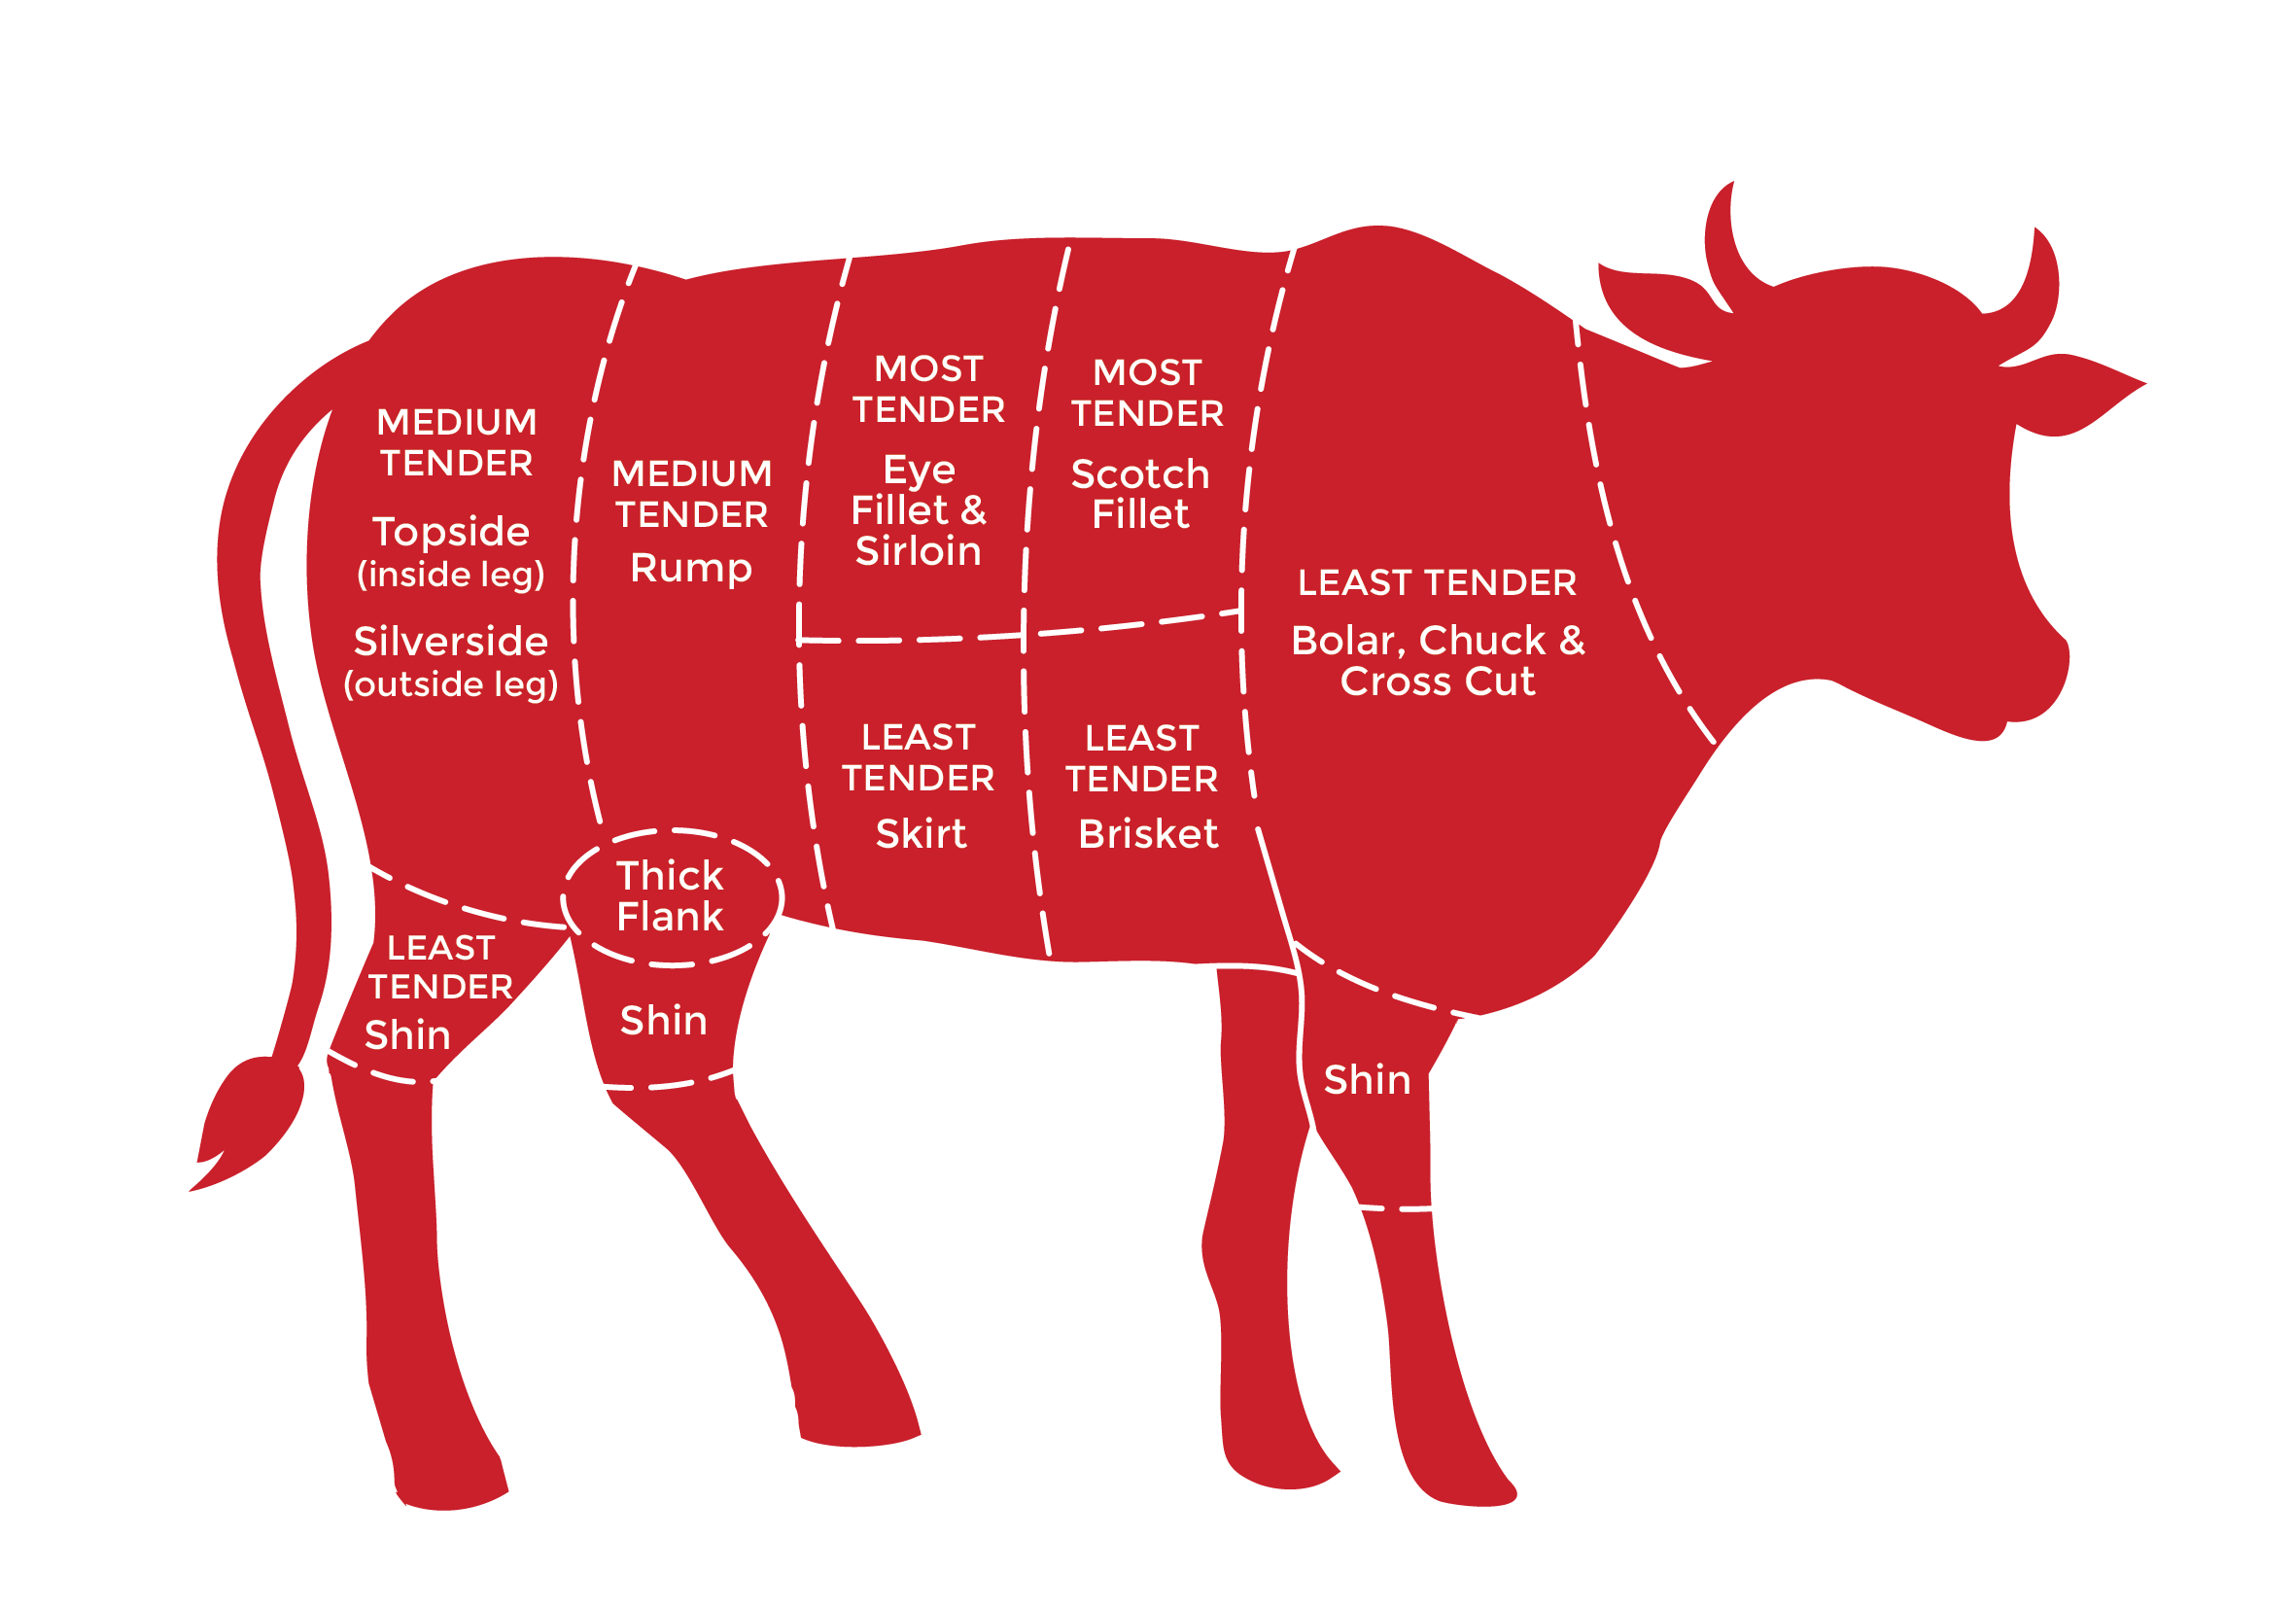 MEDIUM
TENDER
Topside
(inside leg)
Silverside
(outside leg)
MEDIUM
TENDER
Rump
MOST
TENDER
Eye
Fillet &
Sirloin
MOST
TENDER
Scotch
Fillet
LEAST TENDER
Bolar, Chuck &
Cross Cut
LEAST
TENDER
Skirt
LEAST
TENDER
Brisket
Thick
Flank
LEAST
TENDER
Shin
Shin
Shin